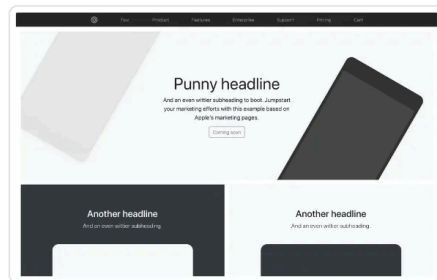 Tour Product Features Enterprise Support Pricing Cart
Punny headline
And an even wittier subheading to boot. Jumpstart
your marketing efforts with this example based on
Apple's marketing pages.
Coming soon
Another headline
And an even wittier subheading.
Another headline
And an even wittier subheading.